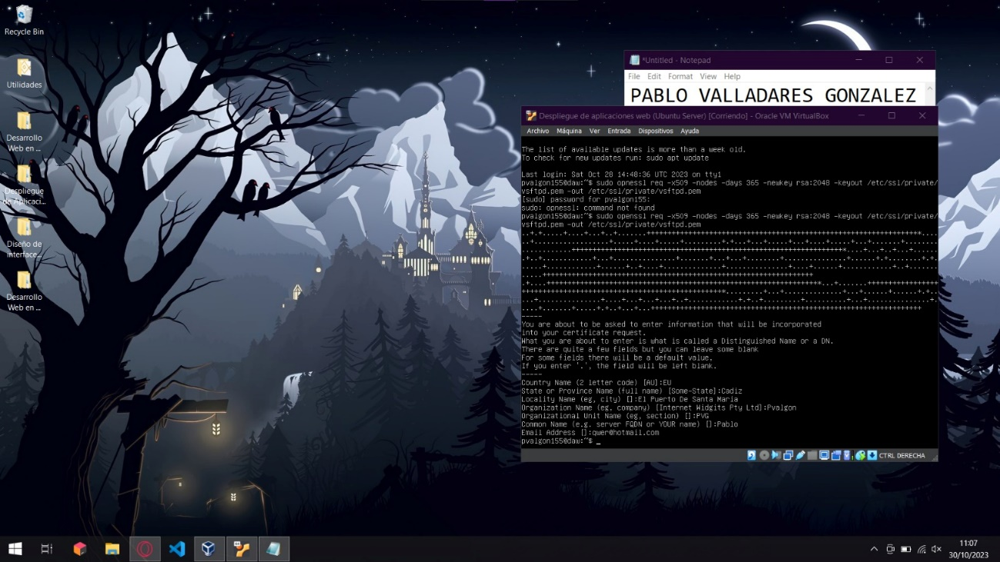 Recycle Bin
Utilidades
Desarrollo
Web en ...
Despliegue
de Aplicaci...
Diseño de
interface...
Desarrollo
Web en ...
*Untitled - Notepad
File Edit Format View Help
PABLO VALLADARES GONZALEZ
Despliegue de aplicaciones web (Ubuntu Server) [Corriendo] - Oracle VM VirtualBox
Archivo Máquina Ver Entrada Dispositivos Ayuda
The list of available updates is more than a week old.
To check for new updates run: sudo apt update
Last login: Sat Oct 28 14:48:36 UTC 2023 on tty1
pvalgon155@daw:~$ sudo opnessl req -x509 -nodes -days 365 -newkey rsa:2048 -keyout /etc/ssl/private/
vsftpd.pem -out /etc/ssl/private/vsftpd.pem
[sudo] password for pvalgon155:
sudo: opnessl: command not found
pvalgon155@daw:~$ sudo openssl req -x509 -nodes -days 365 -newkey rsa:2048 -keyout /etc/ssl/private/
vsftpd.pem -out /etc/ssl/private/vsftpd.pem
-----
You are about to be asked to enter information that will be incorporated
into your certificate request.
What you are about to enter is what is called a Distinguished Name or a DN.
There are quite a few fields but you can leave some blank
For some fields there will be a default value,
If you enter '.', the field will be left blank.
-----
Country Name (2 letter code) [AU]:EU
State or Province Name (full name) [Some-State]:Cadiz
Locality Name (eg, city) []:El Puerto De Santa Maria
Organization Name (eg, company) [Internet Widgits Pty Ltd]:Pvalgon
Organizational Unit Name (eg, section) []:PVG
Common Name (e.g. server FQDN or YOUR name) []:Pablo
Email Address []:qwer@hotmail.com
pvalgon155@daw:~$ _
CTRL DERECHA
11:07
30/10/2023